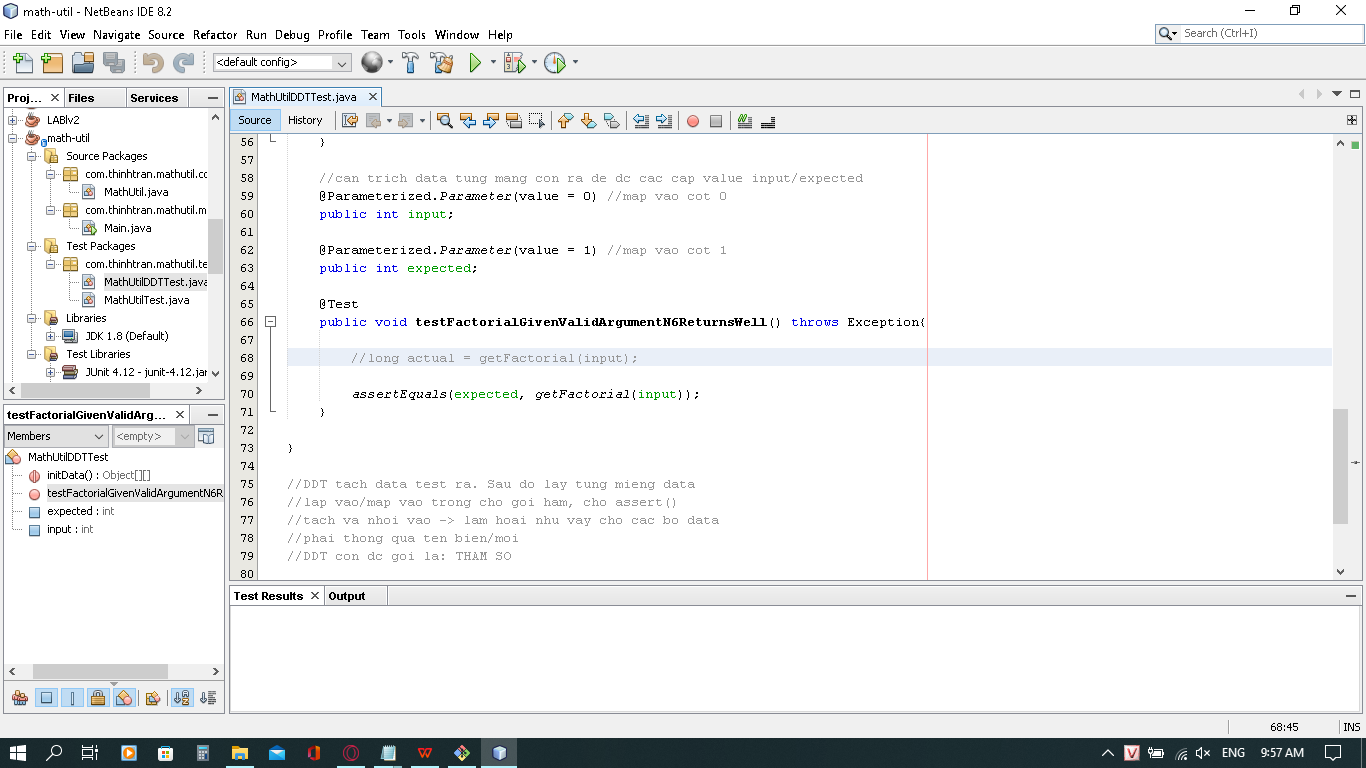 math-util - NetBeans IDE 8.2
File Edit View Navigate Source Refactor Run Debug Profile Team Tools Window Help
Search (Ctrl+I)
<default config>
Proj... Files Services
LABlv2
math-util
Source Packages
com.thinhtran.mathutil.cc
MathUtil.java
com.thinhtran.mathutil.m
Main.java
Test Packages
com.thinhtran.mathutil.te
MathUtilDDTTest.java
MathUtilTest.java
Libraries
JDK 1.8 (Default)
Test Libraries
JUnit 4.12 - junit-4.12.jar
testFactorialGivenValidArg...
Members <empty>
MathUtilDDTTest
initData() : Object[][]
testFactorialGivenValidArgumentN6R
expected : int
input : int
MathUtilDDTTest.java
Source History
56 }
57
58 //can trich data tung mang con ra de dc cac cap value input/expected
59 @Parameterized.Parameter(value = 0) //map vao cot 0
60 public int input;
61
62 @Parameterized.Parameter(value = 1) //map vao cot 1
63 public int expected;
64
65 @Test
66 public void testFactorialGivenValidArgumentN6ReturnsWell() throws Exception{
67
68 //long actual = getFactorial(input);
69
70 assertEquals(expected, getFactorial(input));
71 }
72
73 }
74
75 //DDT tach data test ra. Sau do lay tung mieng data
76 //lap vao/map vao trong cho goi ham, cho assert()
77 //tach va nhoi vao -> lam hoai nhu vay cho cac bo data
78 //phai thong qua ten bien/moi
79 //DDT con dc goi la: THAM SO
80
Test Results Output
68:45 INS
ENG 9:57 AM